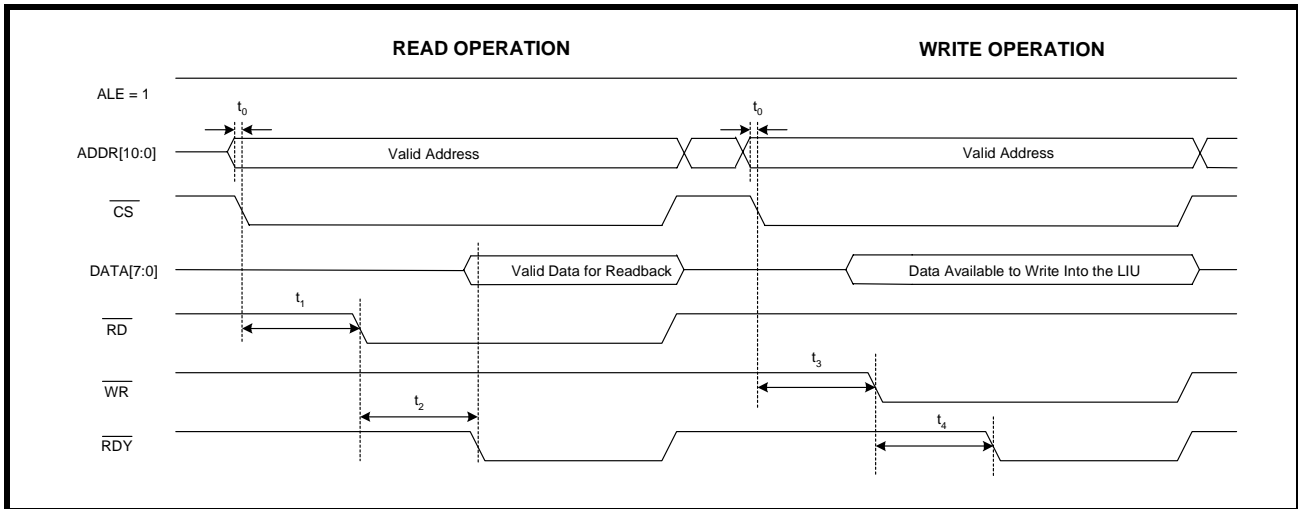 READ OPERATION WRITE OPERATION
ALE = 1
t0 t0
ADDR[10:0] Valid Address Valid Address
CS
DATA[7:0] Valid Data for Readback Data Available to Write Into the LIU
t1
RD
t3
WR
t2
t4
RDY